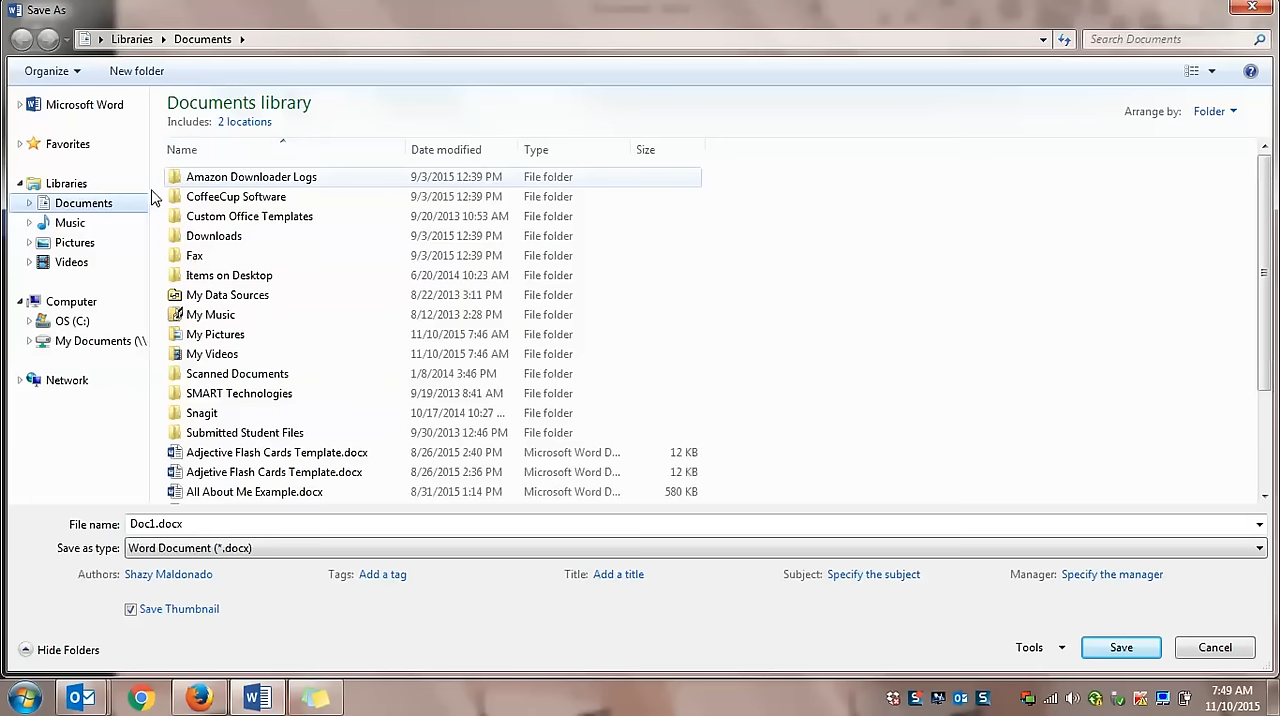 Save As
Libraries Documents
Search Documents
Organize
New folder
Microsoft Word
Favorites
Libraries
Documents
Music
Pictures
Videos
Computer
OS (C:)
My Documents (\\
Network
Documents library
Includes: 2 locations
Arrange by: Folder
Name Date modified Type Size
Amazon Downloader Logs 9/3/2015 12:39 PM File folder
CoffeeCup Software 9/3/2015 12:39 PM File folder
Custom Office Templates 9/20/2013 10:53 AM File folder
Downloads 9/3/2015 12:39 PM File folder
Fax 9/3/2015 12:39 PM File folder
Items on Desktop 6/20/2014 10:23 AM File folder
My Data Sources 8/22/2013 3:11 PM File folder
My Music 8/12/2013 2:28 PM File folder
My Pictures 11/10/2015 7:46 AM File folder
My Videos 11/10/2015 7:46 AM File folder
Scanned Documents 1/8/2014 3:46 PM File folder
SMART Technologies 9/19/2013 8:41 AM File folder
Snagit 10/17/2014 10:27 ... File folder
Submitted Student Files 9/30/2013 12:46 PM File folder
Adjective Flash Cards Template.docx 8/26/2015 2:40 PM Microsoft Word D... 12 KB
Adjetive Flash Cards Template.docx 8/26/2015 2:36 PM Microsoft Word D... 12 KB
All About Me Example.docx 8/31/2015 1:14 PM Microsoft Word D... 580 KB
File name: Doc1.docx
Save as type: Word Document (*.docx)
Authors: Shazy Maldonado Tags: Add a tag Title: Add a title Subject: Specify the subject Manager: Specify the manager
Save Thumbnail
Hide Folders
Tools Save Cancel
7:49 AM
11/10/2015